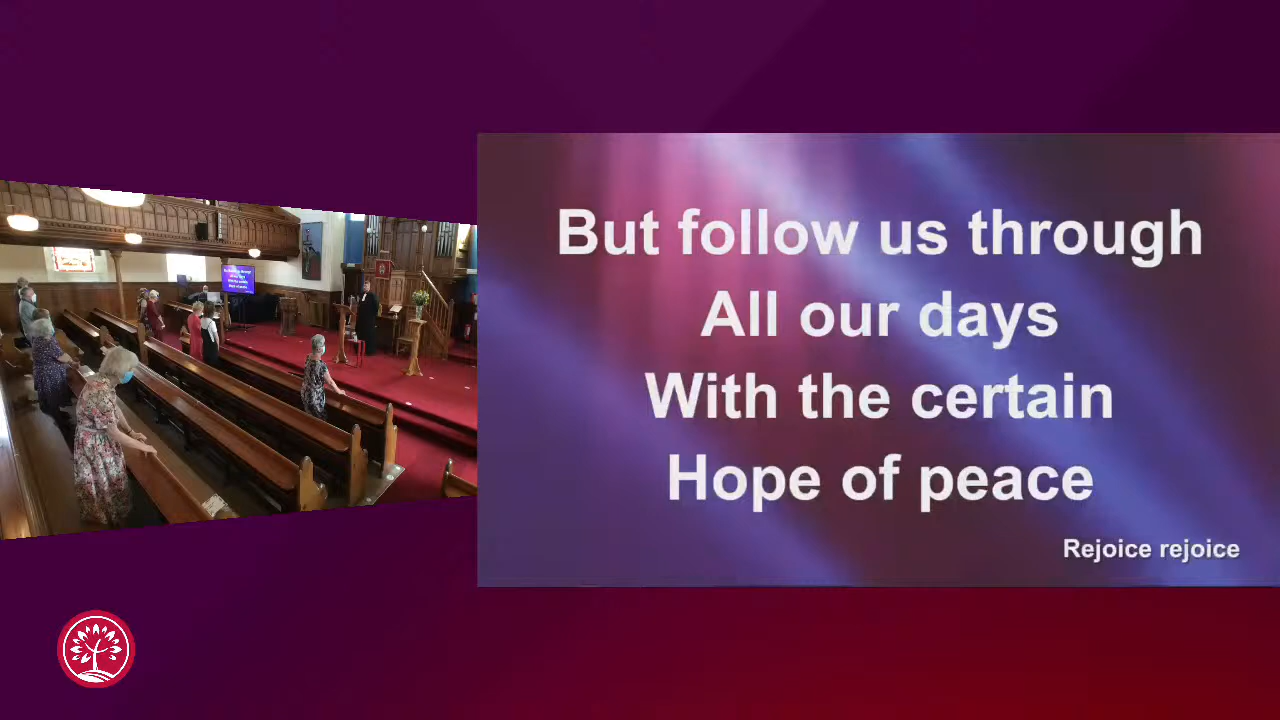 But follow us through
All our days
With the certain
Hope of peace
Rejoice rejoice